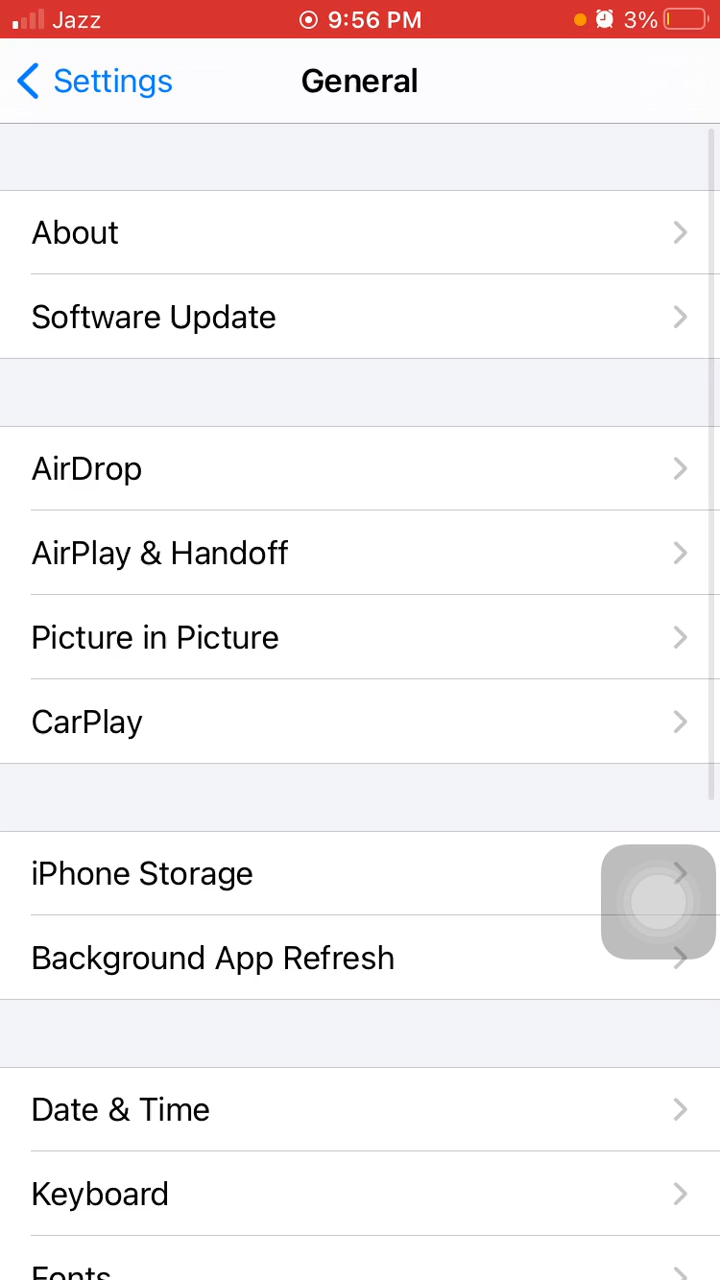 Jazz 9:56 PM 3%
Settings General
About
Software Update
AirDrop
AirPlay & Handoff
Picture in Picture
CarPlay
iPhone Storage
Background App Refresh
Date & Time
Keyboard
Fonts